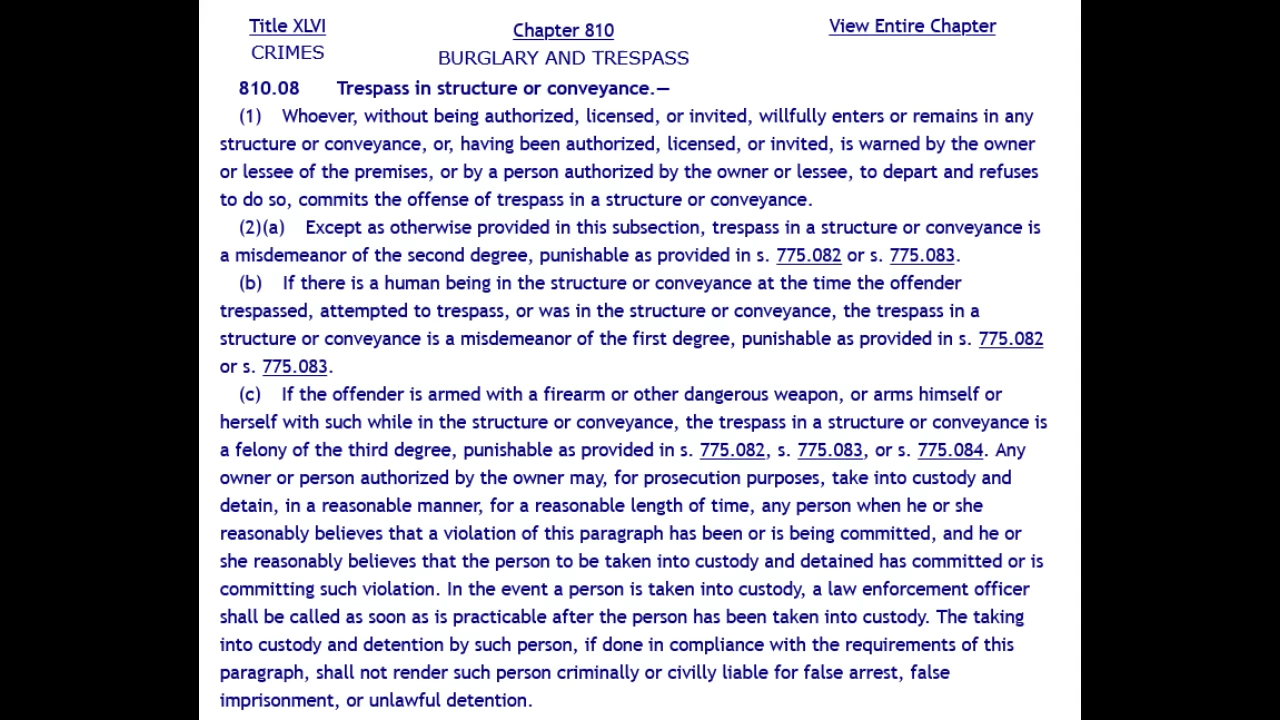 Title XLVI
Chapter 810
View Entire Chapter
CRIMES
BURGLARY AND TRESPASS
810.08 Trespass in structure or conveyance.—
(1) Whoever, without being authorized, licensed, or invited, willfully enters or remains in any
structure or conveyance, or, having been authorized, licensed, or invited, is warned by the owner
or lessee of the premises, or by a person authorized by the owner or lessee, to depart and refuses
to do so, commits the offense of trespass in a structure or conveyance.
(2)(a) Except as otherwise provided in this subsection, trespass in a structure or conveyance is
a misdemeanor of the second degree, punishable as provided in s. 775.082 or s. 775.083.
(b) If there is a human being in the structure or conveyance at the time the offender
trespassed, attempted to trespass, or was in the structure or conveyance, the trespass in a
structure or conveyance is a misdemeanor of the first degree, punishable as provided in s. 775.082
or s. 775.083.
(c) If the offender is armed with a firearm or other dangerous weapon, or arms himself or
herself with such while in the structure or conveyance, the trespass in a structure or conveyance is
a felony of the third degree, punishable as provided in s. 775.082, s. 775.083, or s. 775.084. Any
owner or person authorized by the owner may, for prosecution purposes, take into custody and
detain, in a reasonable manner, for a reasonable length of time, any person when he or she
reasonably believes that a violation of this paragraph has been or is being committed, and he or
she reasonably believes that the person to be taken into custody and detained has committed or is
committing such violation. In the event a person is taken into custody, a law enforcement officer
shall be called as soon as is practicable after the person has been taken into custody. The taking
into custody and detention by such person, if done in compliance with the requirements of this
paragraph, shall not render such person criminally or civilly liable for false arrest, false
imprisonment, or unlawful detention.